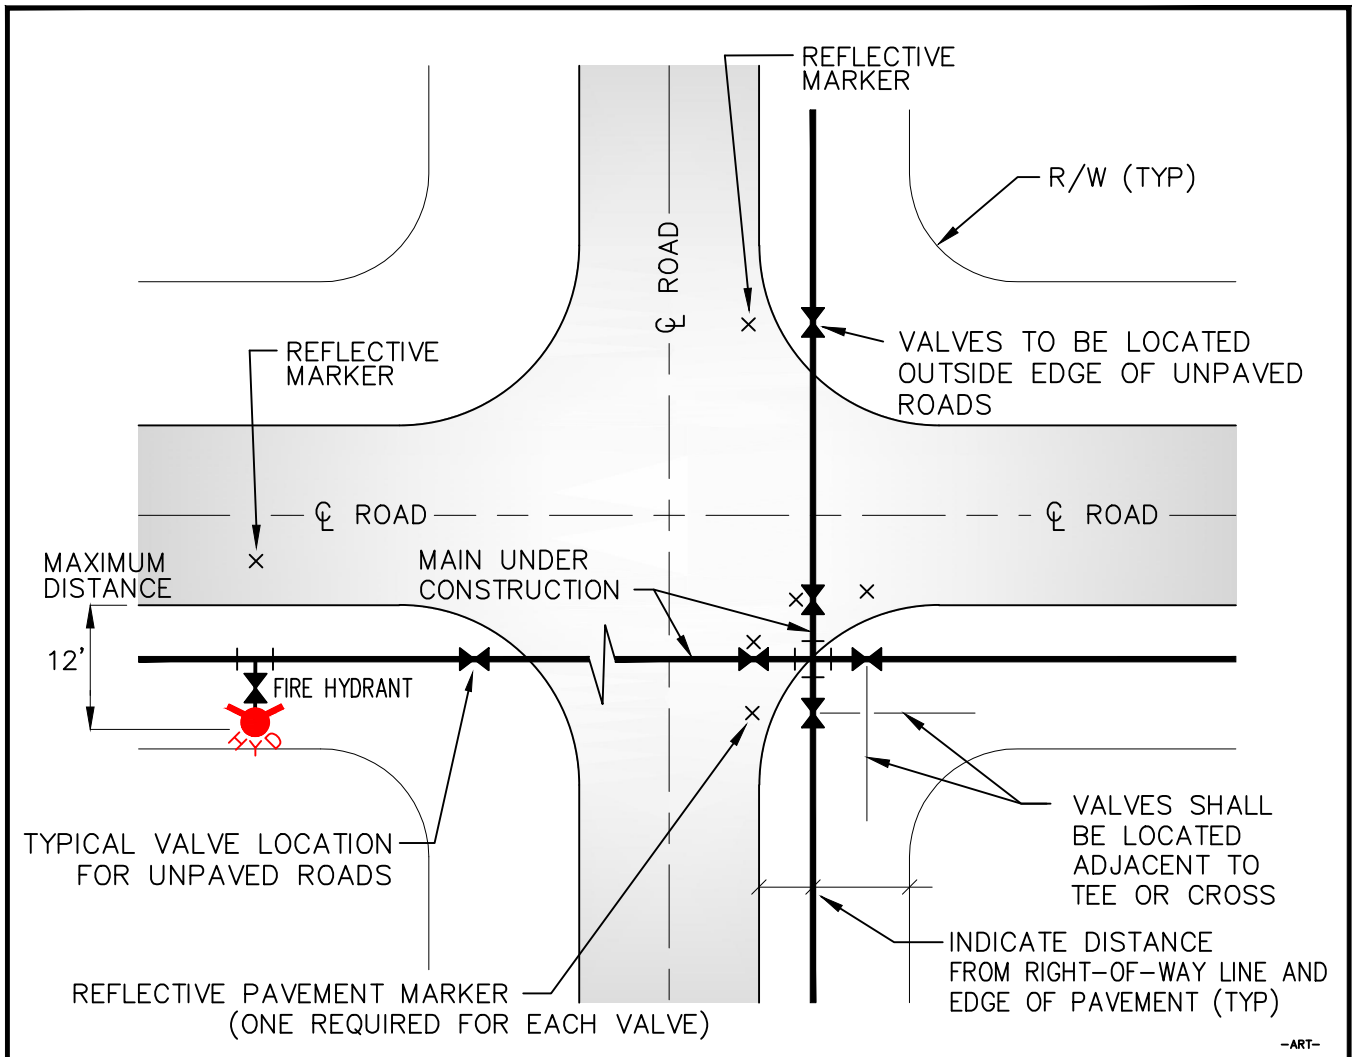 REFLECTIVE
MARKER
R/W (TYP)
℄ ROAD
VALVES TO BE LOCATED
OUTSIDE EDGE OF UNPAVED
ROADS
REFLECTIVE
MARKER
℄ ROAD
℄ ROAD
MAXIMUM
DISTANCE
MAIN UNDER
CONSTRUCTION
12'
FIRE HYDRANT
HYD
TYPICAL VALVE LOCATION
FOR UNPAVED ROADS
VALVES SHALL
BE LOCATED
ADJACENT TO
TEE OR CROSS
INDICATE DISTANCE
FROM RIGHT-OF-WAY LINE AND
EDGE OF PAVEMENT (TYP)
REFLECTIVE PAVEMENT MARKER
(ONE REQUIRED FOR EACH VALVE)
-ART-